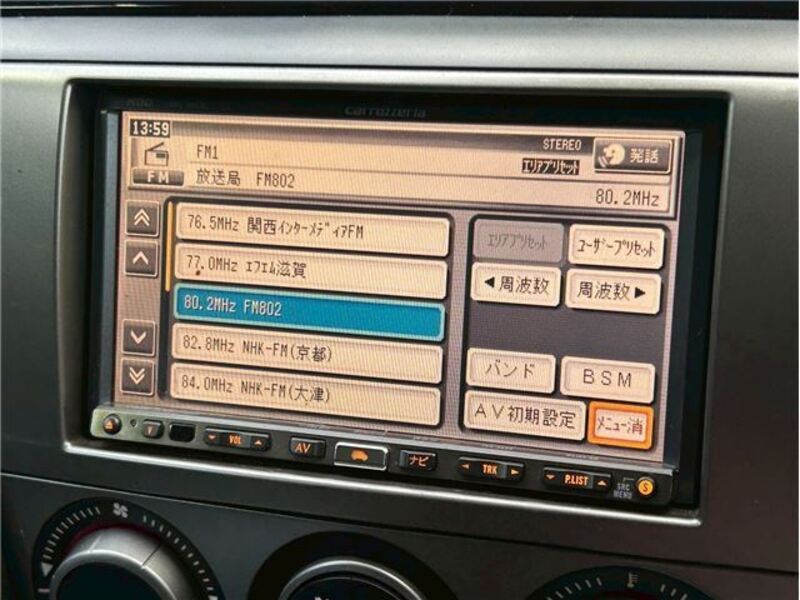 carrozzeria
13:59
FM1
STEREO
発話
FM
放送局 FM802
エリアプリセット
80.2MHz
76.5MHz 関西インターメディアFM
77.0MHz エフエム滋賀
80.2MHz FM802
82.8MHz NHK-FM(京都)
84.0MHz NHK-FM(大津)
エリアプリセット
ユーザープリセット
◀周波数
周波数▶
バンド
BSM
AV初期設定
メニュー消
V
VOL
AV
ナビ
TRK
P.LIST
SRC
MENU
S